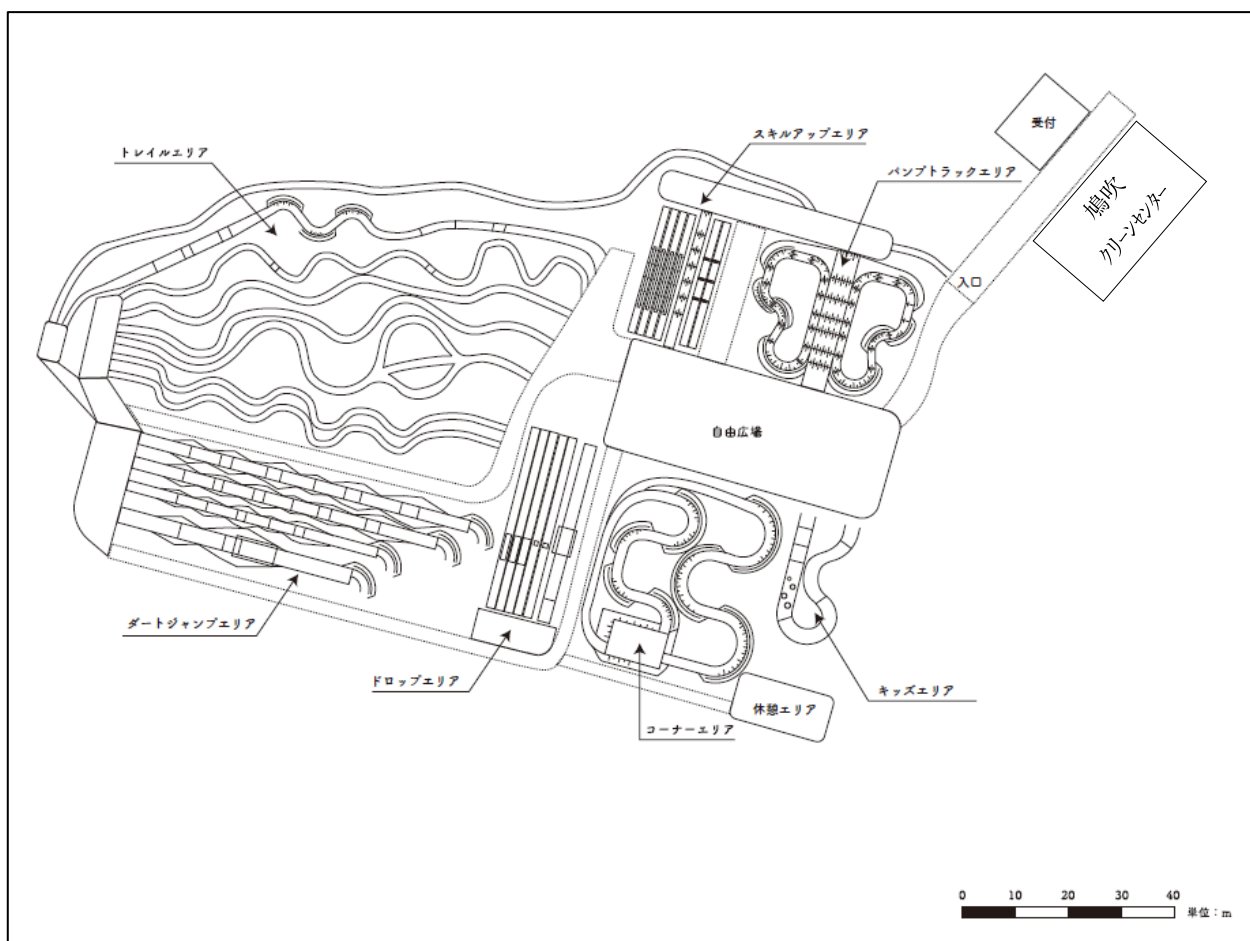 受付
スキルアップエリア
トレイルエリア
パンプトラックエリア
鳩吹
クリーンセンター
入口
自由広場
ダートジャンプエリア
ドロップエリア
キッズエリア
休憩エリア
コーナーエリア
0 10 20 30 40
単位：m